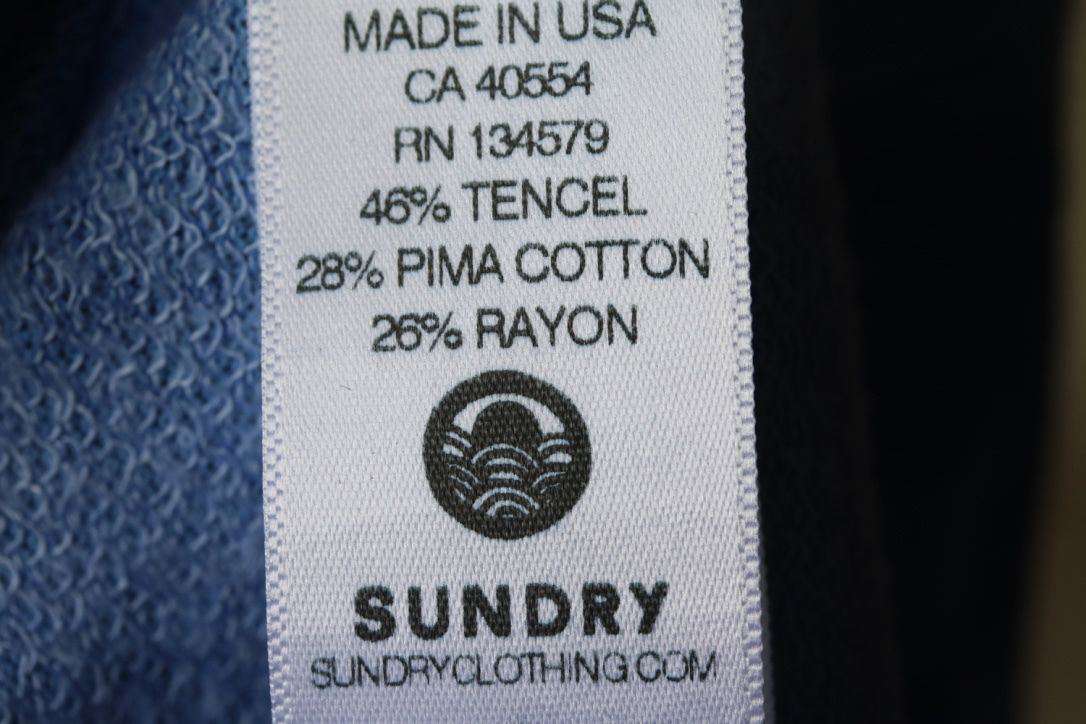 MADE IN USA
CA 40554
RN 134579
46% TENCEL
28% PIMA COTTON
26% RAYON
SUNDRY
SUNDRYCLOTHING.COM